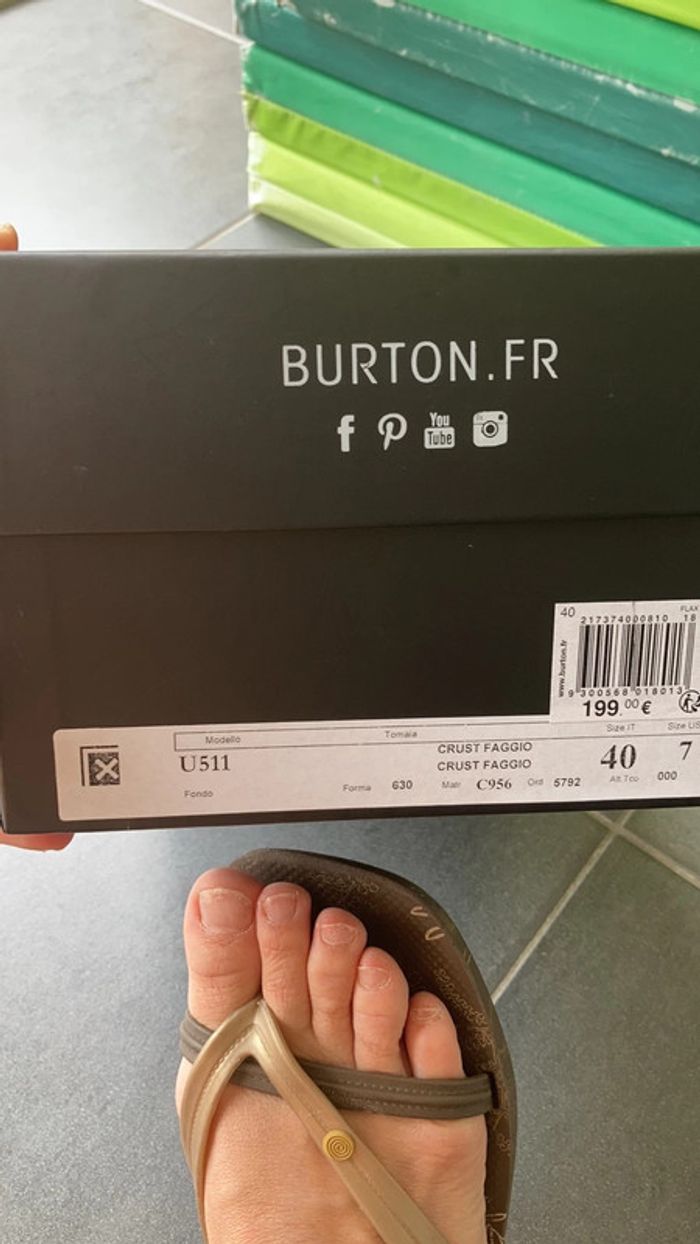 BURTON.FR
You
Tube
40
FLAX
217374000810 18
www.burton.fr
9 300568 018013
199 00 €
Size IT
Size US
Modello
Tomaia
CRUST FAGGIO
40
7
U511
CRUST FAGGIO
Fondo
Forma 630
Matr C956
Ord 5792
Alt.Tco 000